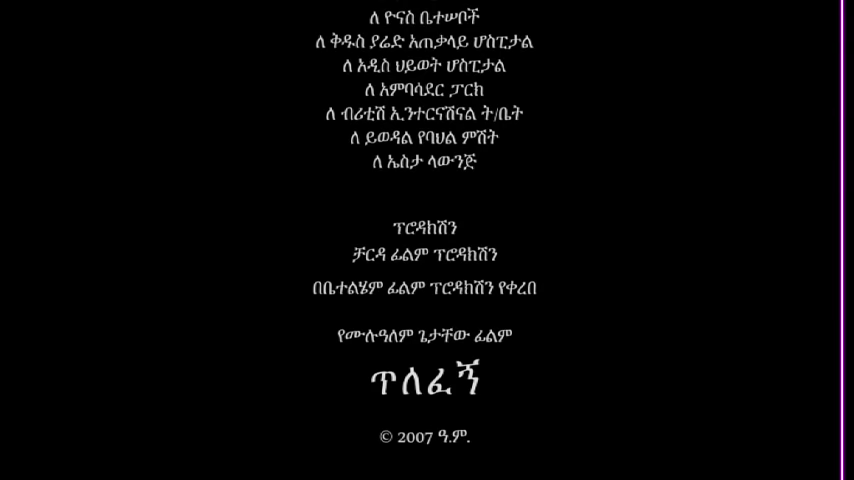 ለ ዮናስ ቤተሠቦች
ለ ቅዱስ ያሬድ አጠቃላይ ሆስፒታል
ለ አዲስ ህይወት ሆስፒታል
ለ አምባሳደር ፓርክ
ለ ብሪቲሽ ኢንተርናሽናል ት/ቤት
ለ ይወዳል የባህል ምሽት
ለ ኤስታ ላውንጅ
ፕሮዳክሽን
ቻርዳ ፊልም ፕሮዳክሽን
በቤተልሄም ፊልም ፕሮዳክሽን የቀረበ
የሙሉዓለም ጌታቸው ፊልም
ጥለፈኝ
© 2007 ዓ.ም.